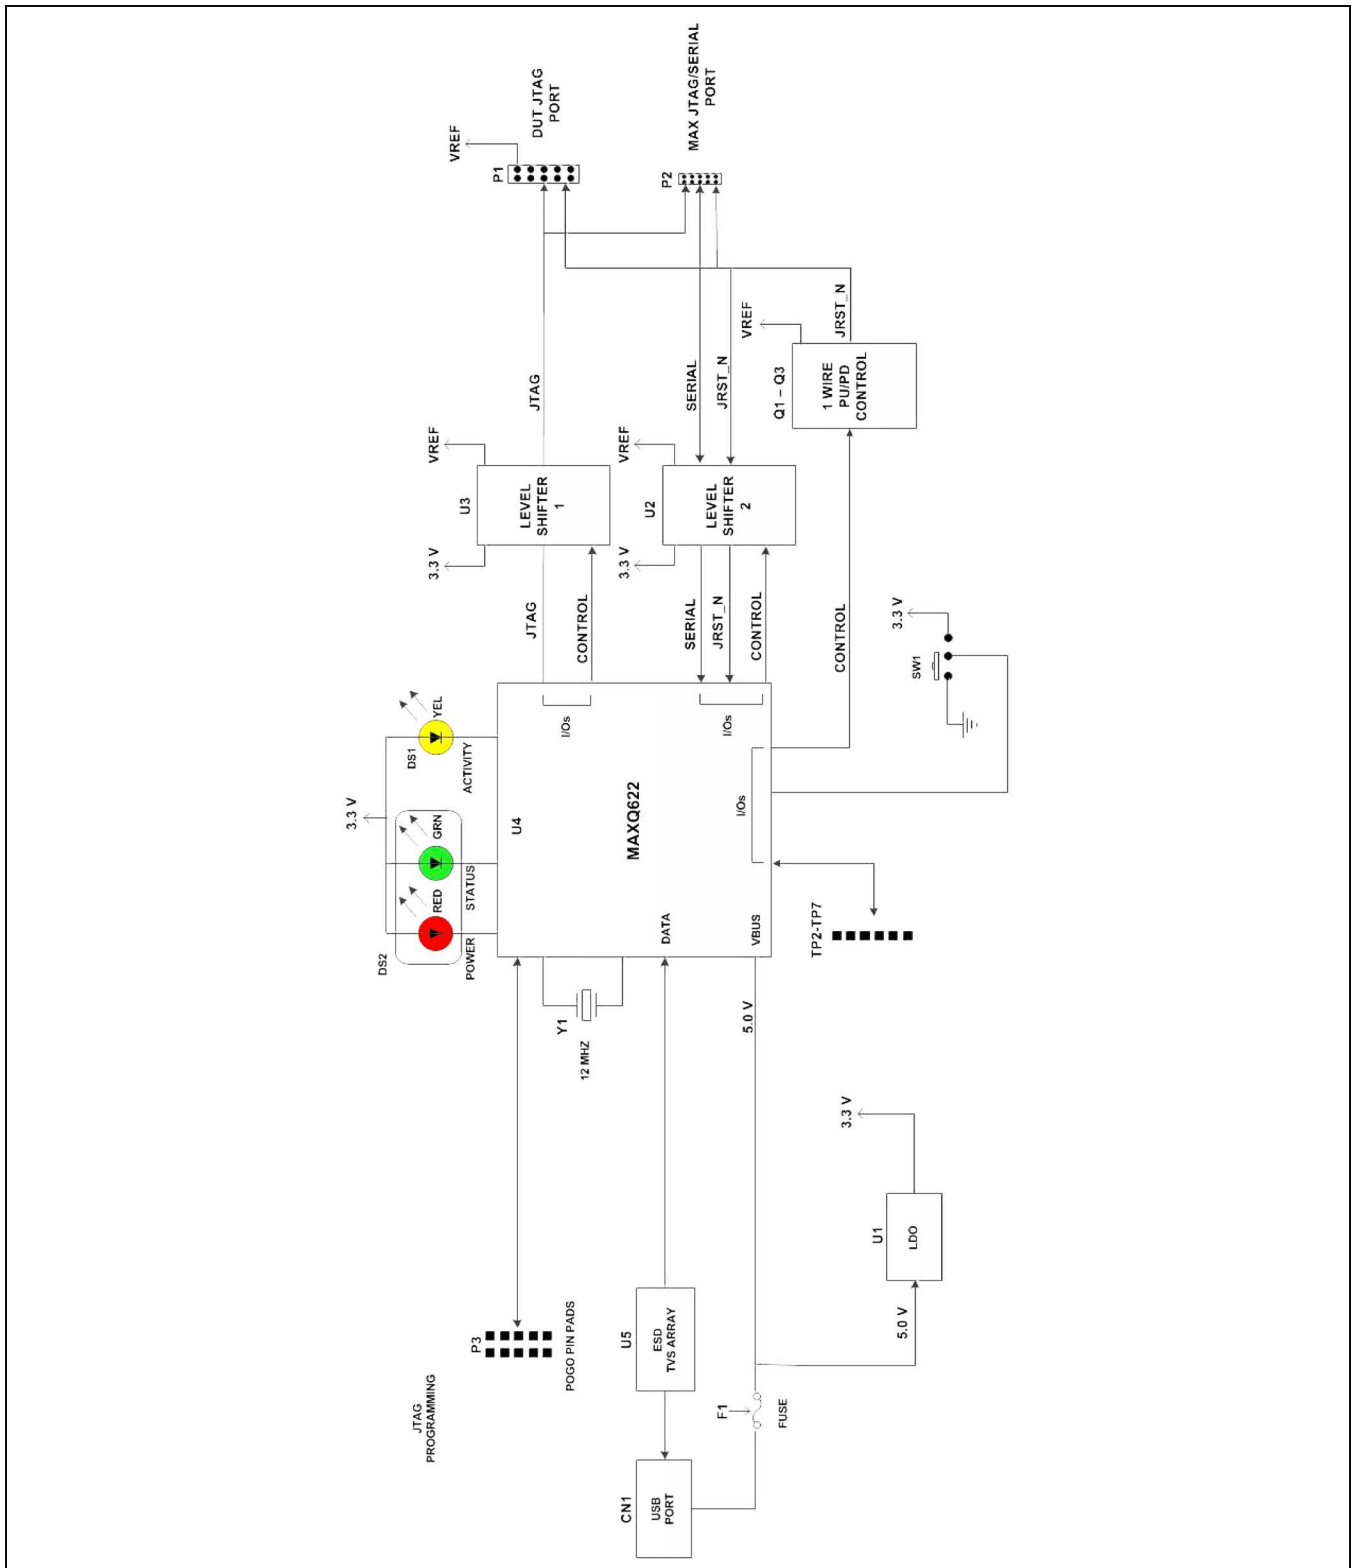 JTAG
PROGRAMMING
P3
POGO PIN PADS
CN1
USB
PORT
U5
ESD
TVS ARRAY
F1
FUSE
5.0 V
U1
LDO
3.3 V
Y1
12 MHZ
5.0 V
3.3 V
DS2
RED
GRN
POWER
STATUS
DS1
YEL
ACTIVITY
U4
MAXQ622
DATA
VBUS
I/Os
I/Os
I/Os
TP2-TP7
SW1
3.3 V
JTAG
CONTROL
SERIAL
JRST_N
CONTROL
CONTROL
3.3 V
U3
VREF
LEVEL
SHIFTER
1
3.3 V
U2
VREF
LEVEL
SHIFTER
2
JTAG
SERIAL
JRST_N
Q1 – Q3
VREF
1 WIRE
PU/PD
CONTROL
JRST_N
VREF
P1
DUT JTAG
PORT
P2
MAX JTAG/SERIAL
PORT